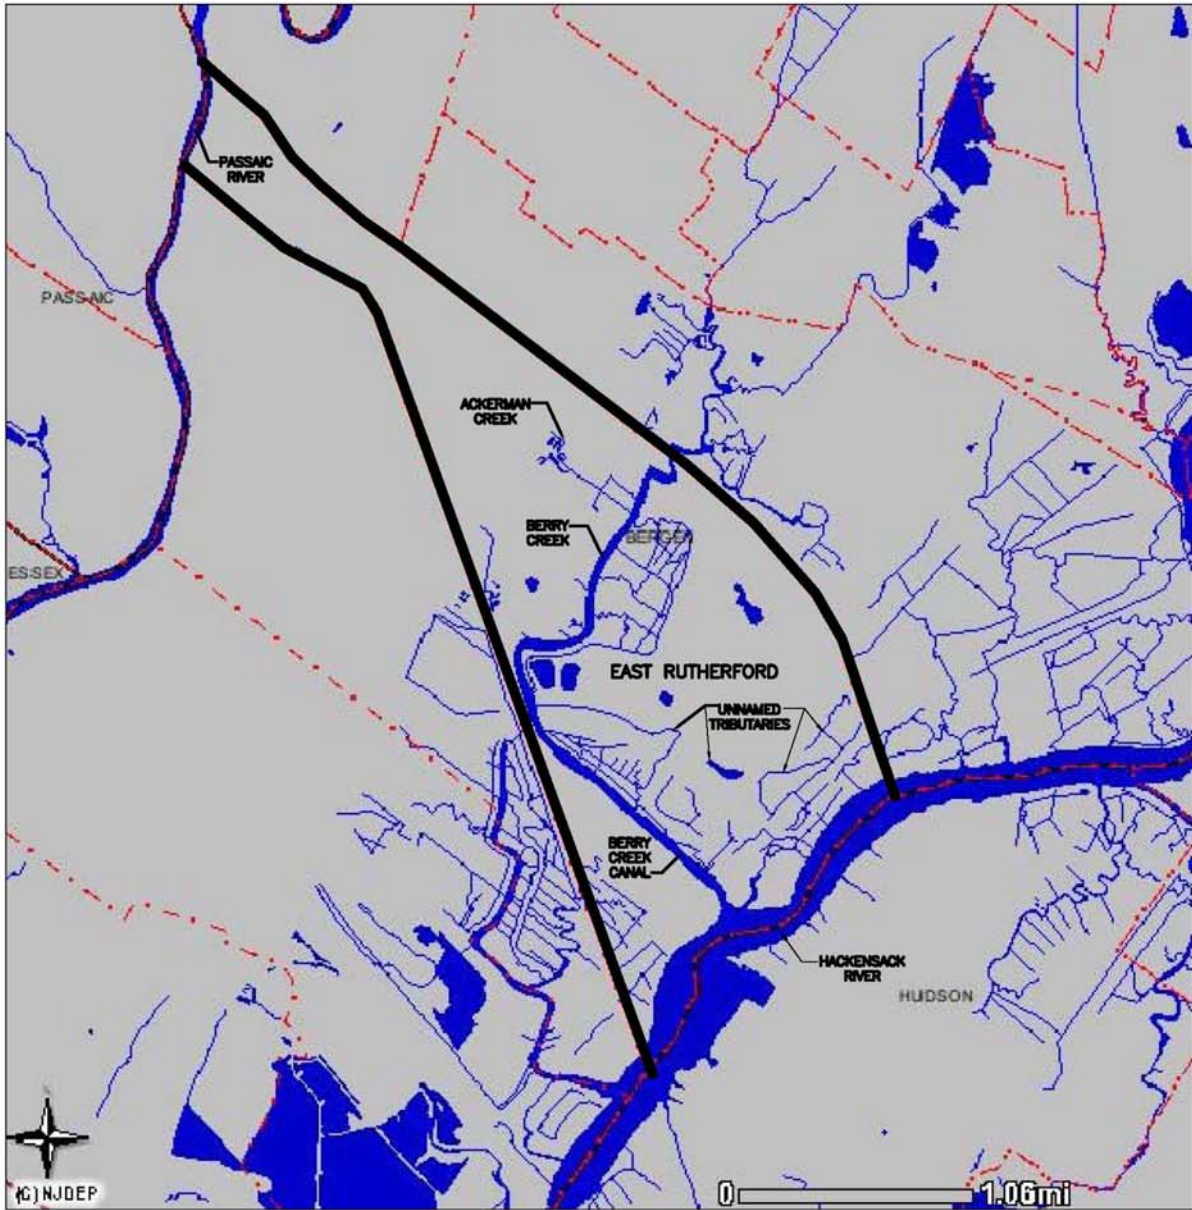 PASSAIC
RIVER
PASSAIC
ACKERMAN
CREEK
BERRY
CREEK
BERGEN
ESSEX
EAST RUTHERFORD
UNNAMED
TRIBUTARIES
BERRY
CREEK
CANAL
HACKENSACK
RIVER
HUDSON
(C)NJDEP
0 1.06mi